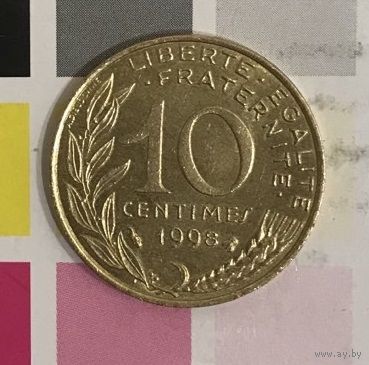 LIBERTE · EGALITE
· FRATERNITE ·
10
CENTIMES
1998
www.ay.by